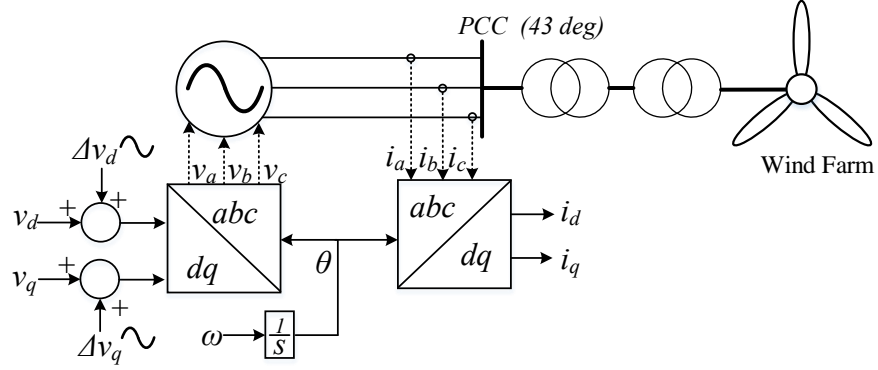 PCC (43 deg)
Δv_d
v_a v_b v_c
i_a i_b i_c
Wind Farm
+ +
v_d
abc
abc
i_d
+
v_q
dq
θ
dq
i_q
+
Δv_q
ω
1/s